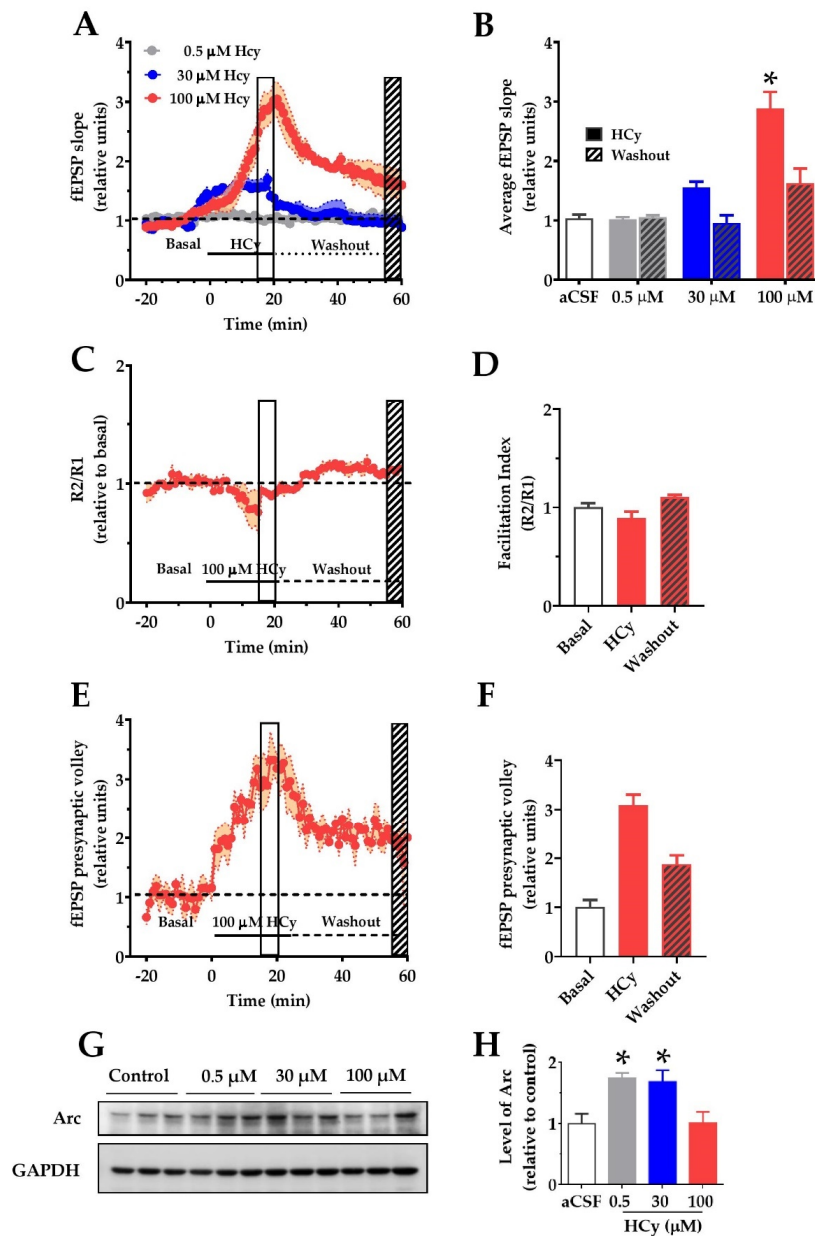 A
fEPSP slope
(relative units)
4
3
2
1
0
0.5 μM Hcy
30 μM Hcy
100 μM Hcy
Basal HCy Washout
-20 0 20 40 60
Time (min)
B
Average fEPSP slope
(relative units)
4
3
2
1
0
*
HCy
Washout
aCSF 0.5 μM 30 μM 100 μM
C
R2/R1
(relative to basal)
2
1
0
Basal 100 μM HCy Washout
-20 0 20 40 60
Time (min)
D
Facilitation Index
(R2/R1)
2
1
0
Basal HCy Washout
E
fEPSP presynaptic volley
(relative units)
4
3
2
1
0
Basal 100 μM HCy Washout
-20 0 20 40 60
Time (min)
F
fEPSP presynaptic volley
(relative units)
4
3
2
1
0
Basal HCy Washout
G
Control 0.5 μM 30 μM 100 μM
Arc
GAPDH
H
Level of Arc
(relative to control)
2
1
0
* *
aCSF 0.5 30 100
HCy (μM)